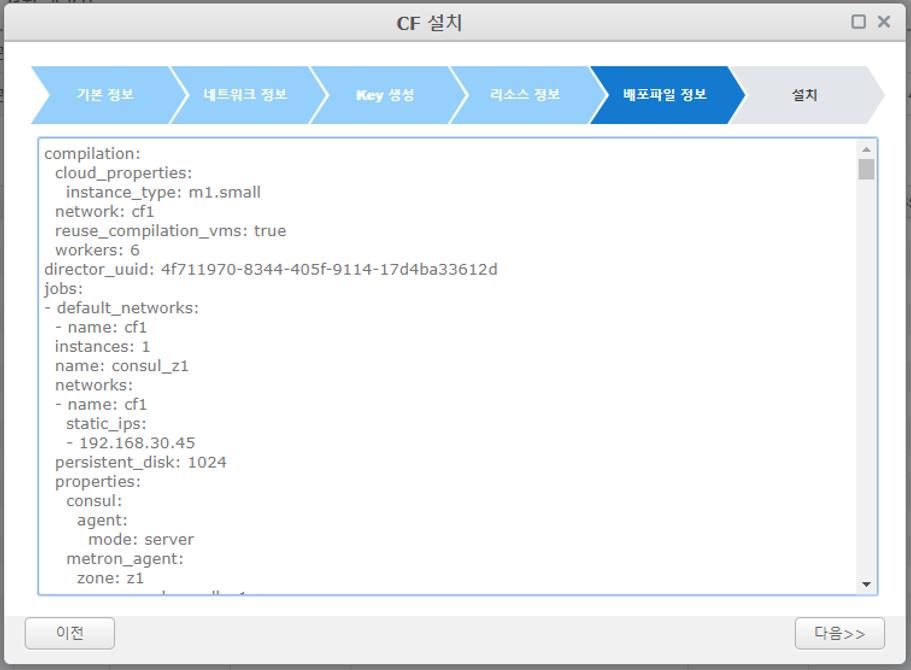 CF 설치
기본 정보
네트워크 정보
Key 생성
리소스 정보
배포파일 정보
설치
compilation:
  cloud_properties:
    instance_type: m1.small
  network: cf1
  reuse_compilation_vms: true
  workers: 6
director_uuid: 4f711970-8344-405f-9114-17d4ba33612d
jobs:
- default_networks:
  - name: cf1
  instances: 1
  name: consul_z1
  networks:
  - name: cf1
    static_ips:
    - 192.168.30.45
  persistent_disk: 1024
  properties:
    consul:
      agent:
        mode: server
    metron_agent:
      zone: z1
이전
다음>>